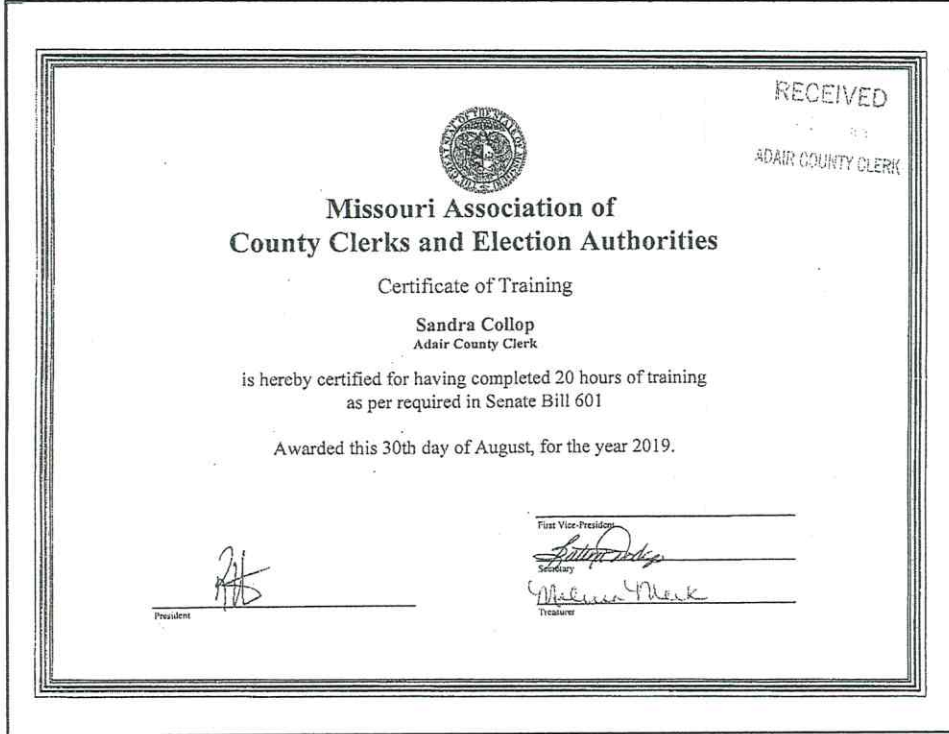 RECEIVED
ADAIR COUNTY CLERK
Missouri Association of
County Clerks and Election Authorities
Certificate of Training
Sandra Collop
Adair County Clerk
is hereby certified for having completed 20 hours of training
as per required in Senate Bill 601
Awarded this 30th day of August, for the year 2019.
First Vice-President
Secretary
Treasurer
President